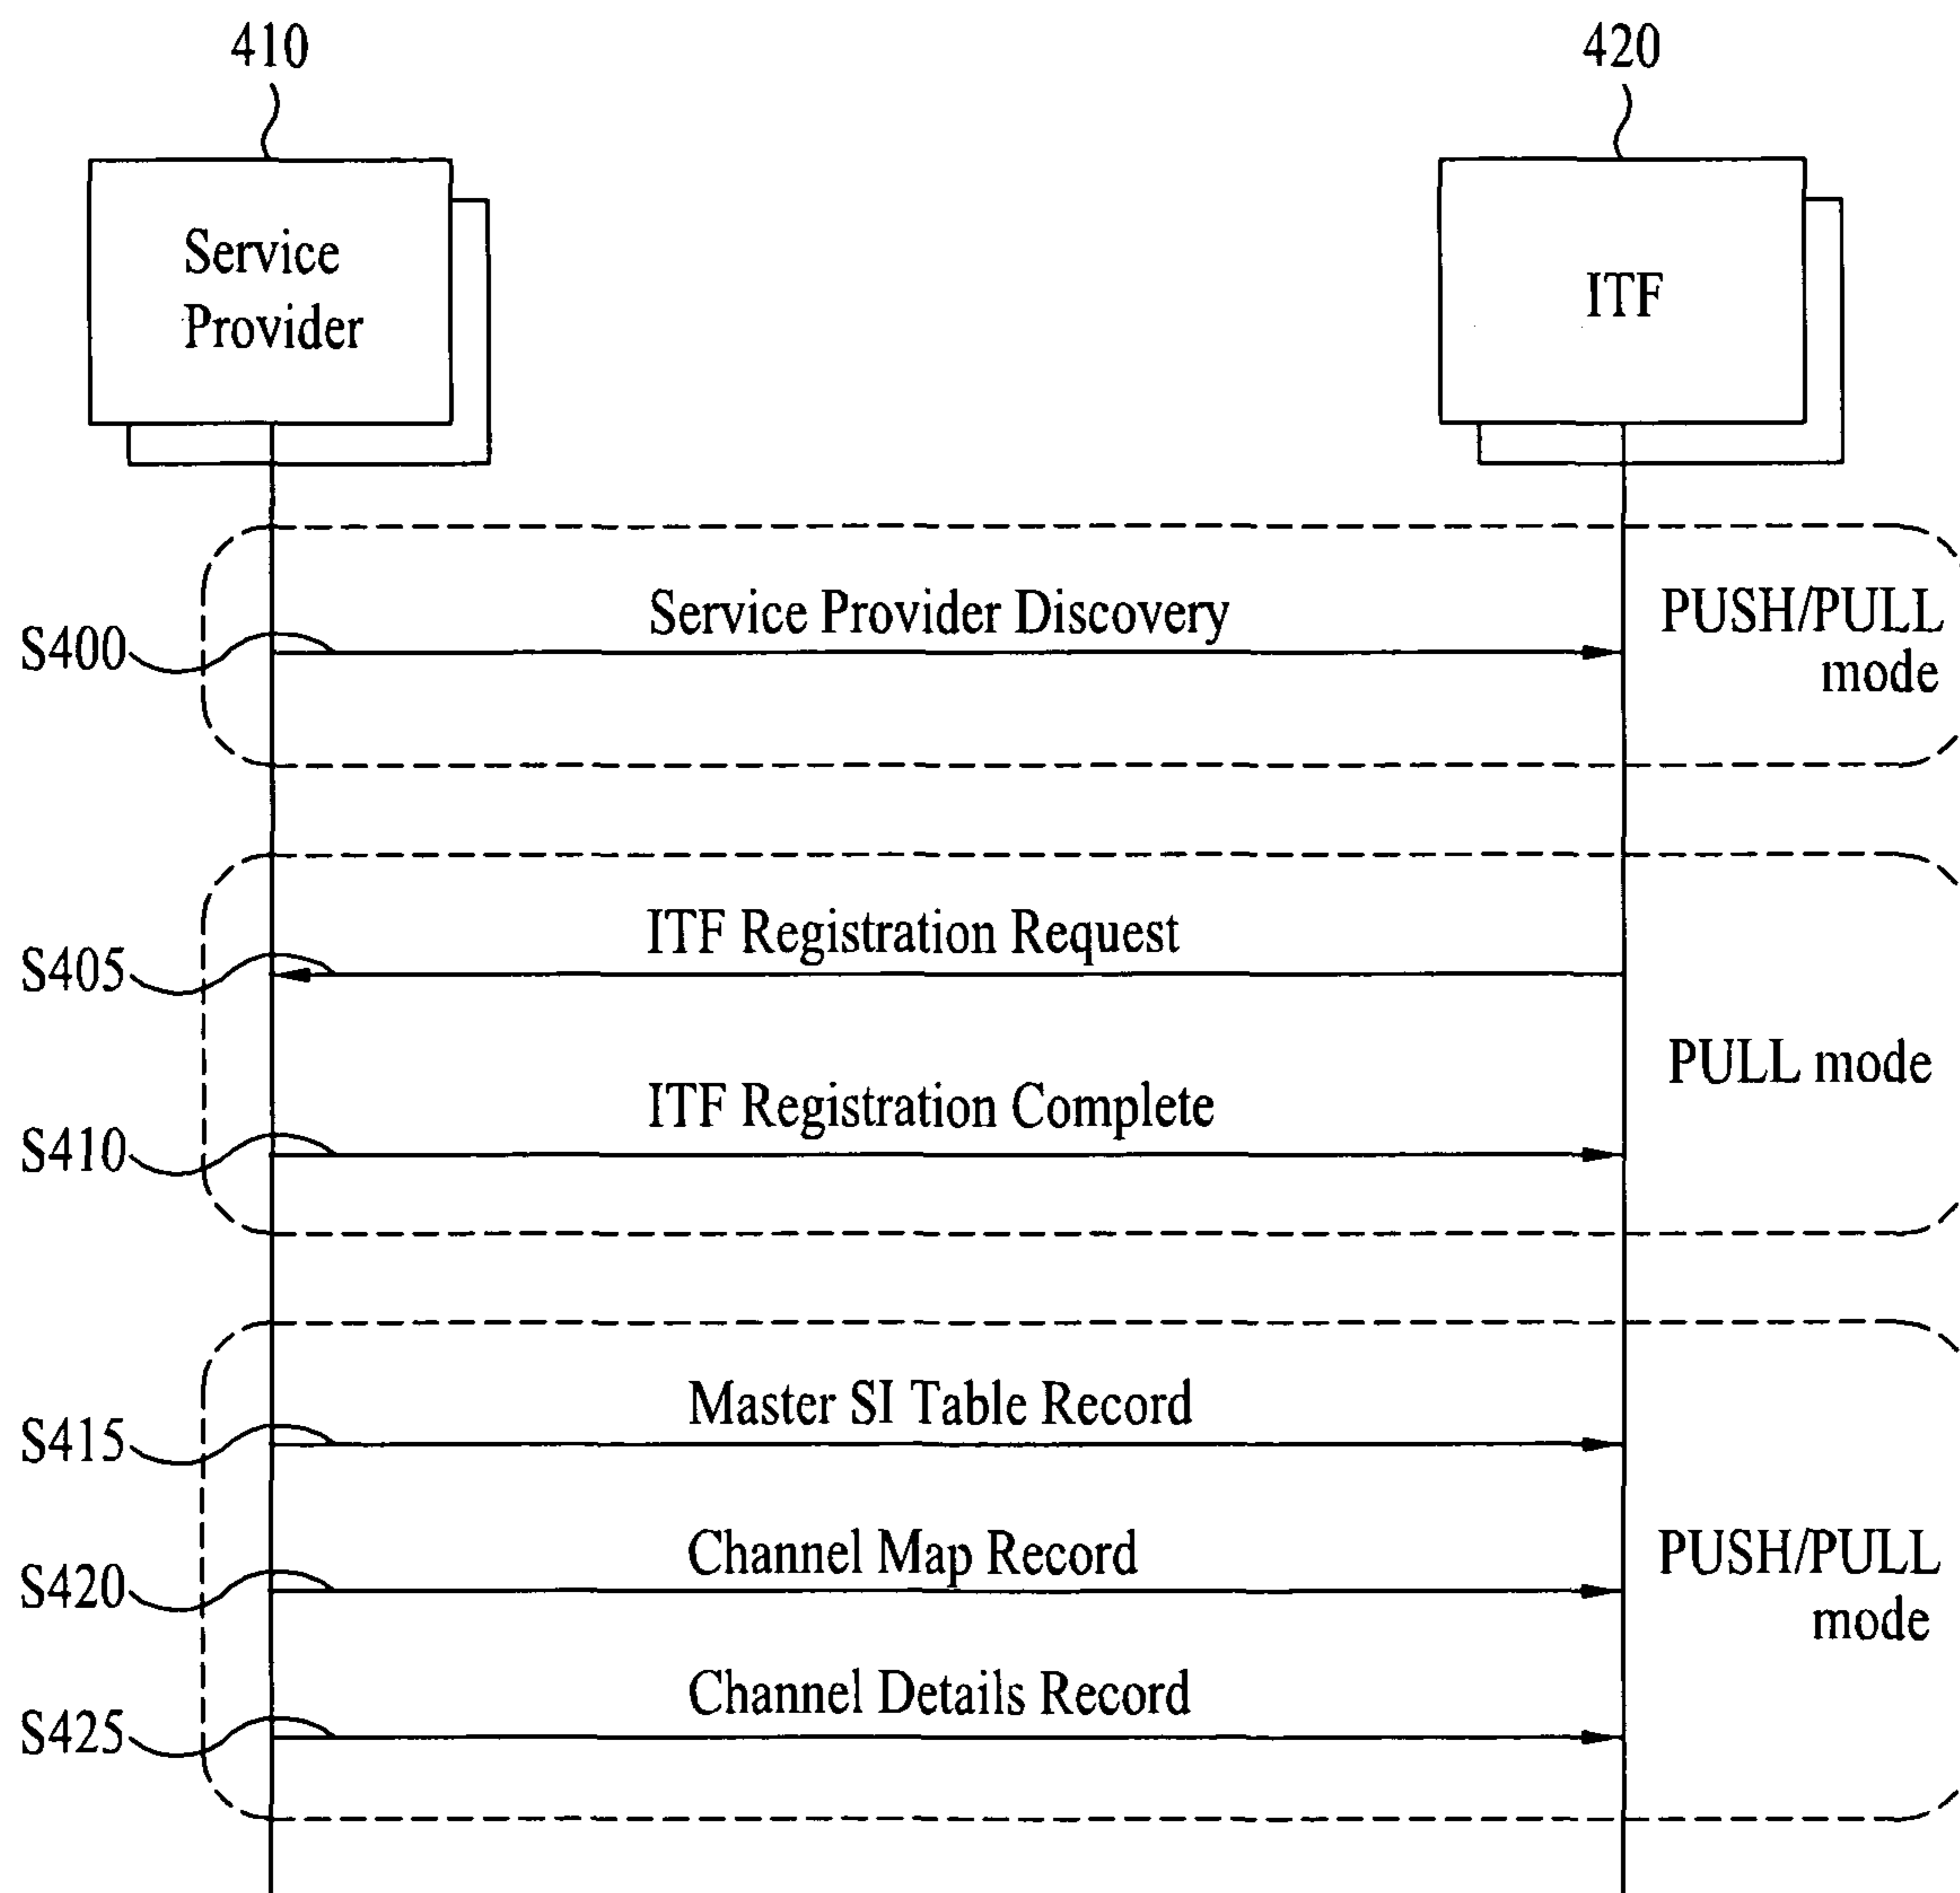 410
420
Service
Provider
ITF
Service Provider Discovery
PUSH/PULL
mode
S400
ITF Registration Request
S405
PULL mode
ITF Registration Complete
S410
Master SI Table Record
S415
Channel Map Record
PUSH/PULL
mode
S420
Channel Details Record
S425